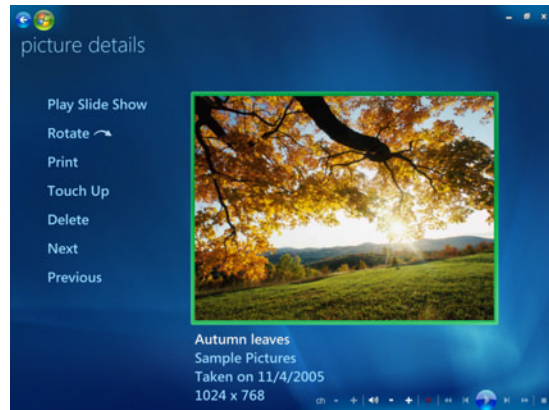 picture details
Play Slide Show
Rotate
Print
Touch Up
Delete
Next
Previous
Autumn leaves
Sample Pictures
Taken on 11/4/2005
1024 x 768
ch - +
- +